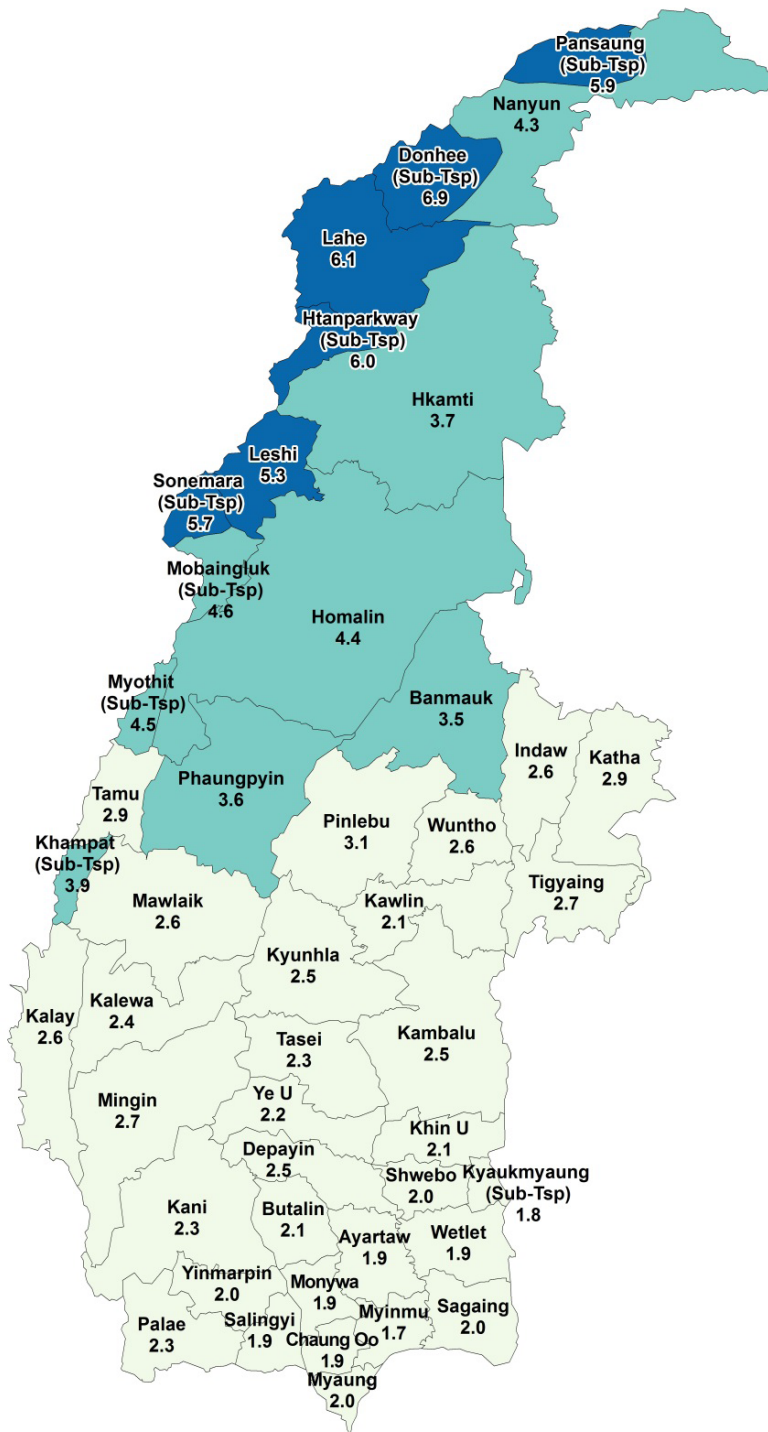 Pansaung
(Sub-Tsp)
5.9
Nanyun
4.3
Donhee
(Sub-Tsp)
6.9
Lahe
6.1
Htanparkway
(Sub-Tsp)
6.0
Hkamti
3.7
Leshi
5.3
Sonemara
(Sub-Tsp)
5.7
Mobaingluk
(Sub-Tsp)
4.6
Homalin
4.4
Myothit
(Sub-Tsp)
4.5
Banmauk
3.5
Indaw
2.6
Katha
2.9
Phaungpyin
3.6
Tamu
2.9
Pinlebu
3.1
Wuntho
2.6
Khampat
(Sub-Tsp)
3.9
Tigyaing
2.7
Mawlaik
2.6
Kawlin
2.1
Kyunhla
2.5
Kalay
2.6
Kalewa
2.4
Tasei
2.3
Kambalu
2.5
Mingin
2.7
Ye U
2.2
Khin U
2.1
Depayin
2.5
Shwebo
2.0
Kyaukmyaung
(Sub-Tsp)
1.8
Kani
2.3
Butalin
2.1
Ayartaw
1.9
Wetlet
1.9
Yinmarpin
2.0
Monywa
1.9
Myinmu
1.7
Sagaing
2.0
Palae
2.3
Salingyi
1.9
Chaung Oo
1.9
Myaung
2.0